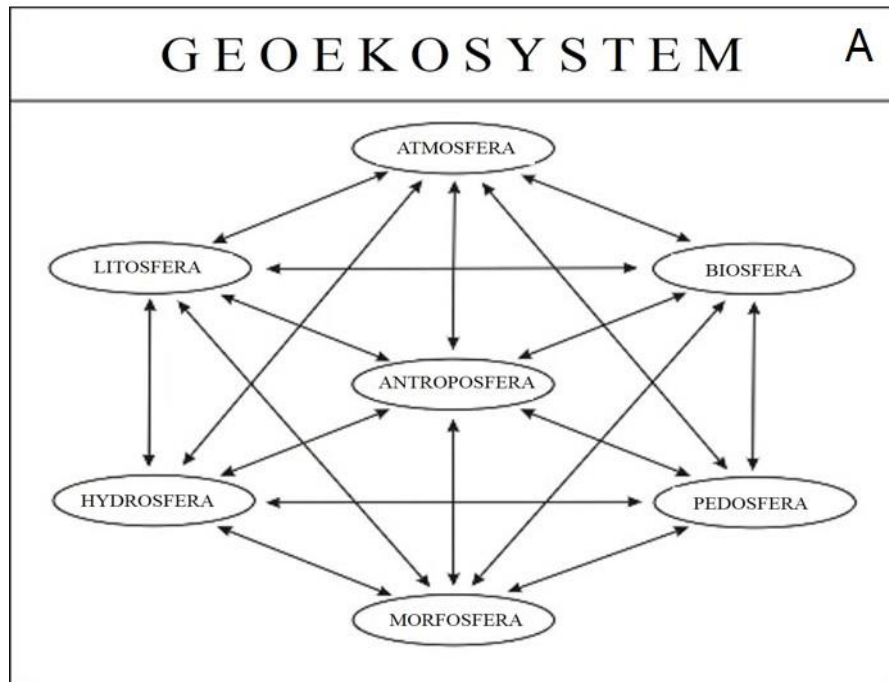 GEOEKOSYSTEM A
ATMOSFERA
LITOSFERA BIOSFERA
ANTROPOSFERA
HYDROSFERA PEDOSFERA
MORFOSFERA